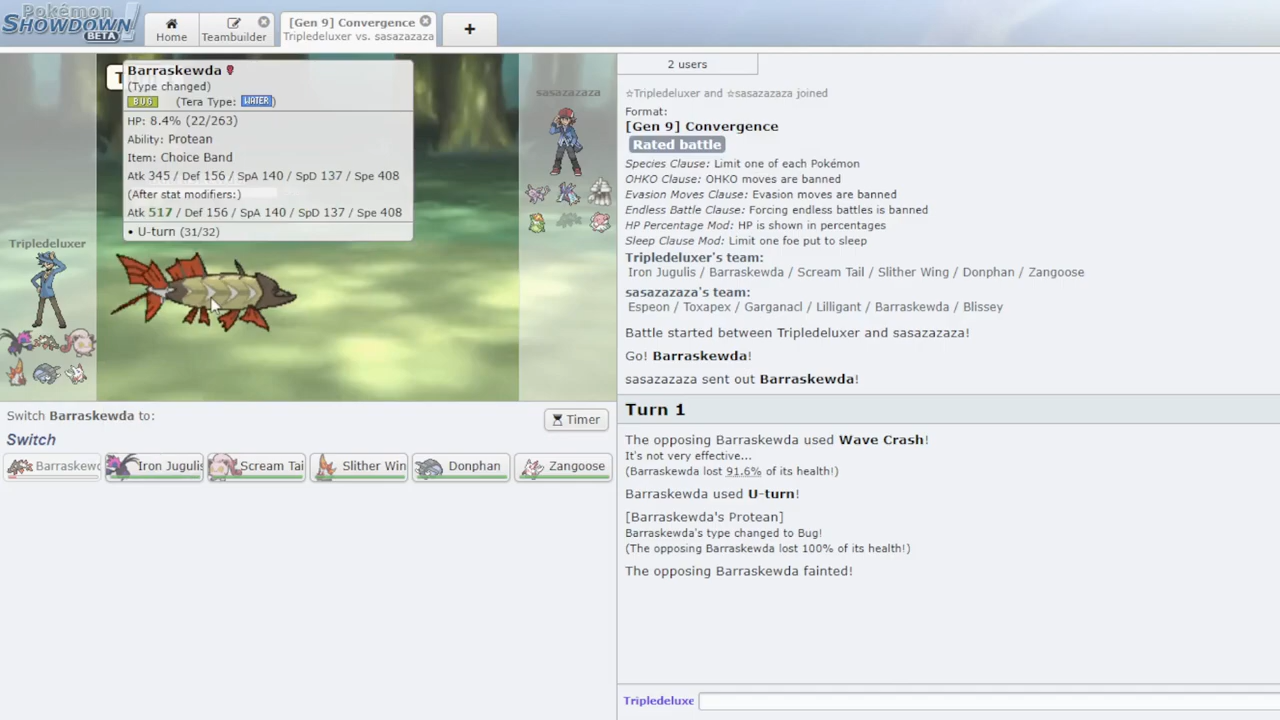 Pokémon
SHOWDOWN!
BETA
Home
Teambuilder
[Gen 9] Convergence
Tripledeluxer vs. sasazazaza
+
Barraskewda
(Type changed)
BUG (Tera Type: WATER)
HP: 8.4% (22/263)
Ability: Protean
Item: Choice Band
Atk 345 / Def 156 / SpA 140 / SpD 137 / Spe 408
(After stat modifiers:)
Atk 517 / Def 156 / SpA 140 / SpD 137 / Spe 408
• U-turn (31/32)
sasazazaza
Tripledeluxer
Switch Barraskewda to:
Timer
Switch
Barraskewd
Iron Jugulis
Scream Tai
Slither Win
Donphan
Zangoose
2 users
☆Tripledeluxer and ☆sasazazaza joined
Format:
[Gen 9] Convergence
Rated battle
Species Clause: Limit one of each Pokémon
OHKO Clause: OHKO moves are banned
Evasion Moves Clause: Evasion moves are banned
Endless Battle Clause: Forcing endless battles is banned
HP Percentage Mod: HP is shown in percentages
Sleep Clause Mod: Limit one foe put to sleep
Tripledeluxer's team:
Iron Jugulis / Barraskewda / Scream Tail / Slither Wing / Donphan / Zangoose
sasazazaza's team:
Espeon / Toxapex / Garganacl / Lilligant / Barraskewda / Blissey
Battle started between Tripledeluxer and sasazazaza!
Go! Barraskewda!
sasazazaza sent out Barraskewda!
Turn 1
The opposing Barraskewda used Wave Crash!
It's not very effective...
(Barraskewda lost 91.6% of its health!)
Barraskewda used U-turn!
[Barraskewda's Protean]
Barraskewda's type changed to Bug!
(The opposing Barraskewda lost 100% of its health!)
The opposing Barraskewda fainted!
Tripledeluxe